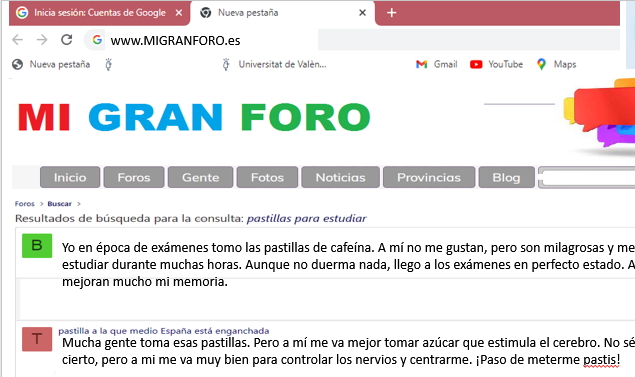 Inicia sesión: Cuentas de Google
Nueva pestaña
www.MIGRANFORO.es
Nueva pestaña
Universitat de Valèn...
Gmail
YouTube
Maps
MI GRAN FORO
Inicio
Foros
Gente
Fotos
Noticias
Provincias
Blog
Foros > Buscar >
Resultados de búsqueda para la consulta: pastillas para estudiar
B
Yo en época de exámenes tomo las pastillas de cafeína. A mí no me gustan, pero son milagrosas y me
estudiar durante muchas horas. Aunque no duerma nada, llego a los exámenes en perfecto estado. A
mejoran mucho mi memoria.
T
pastilla a la que medio España está enganchada
Mucha gente toma esas pastillas. Pero a mí me va mejor tomar azúcar que estimula el cerebro. No sé
cierto, pero a mi me va muy bien para controlar los nervios y centrarme. ¡Paso de meterme pastis!